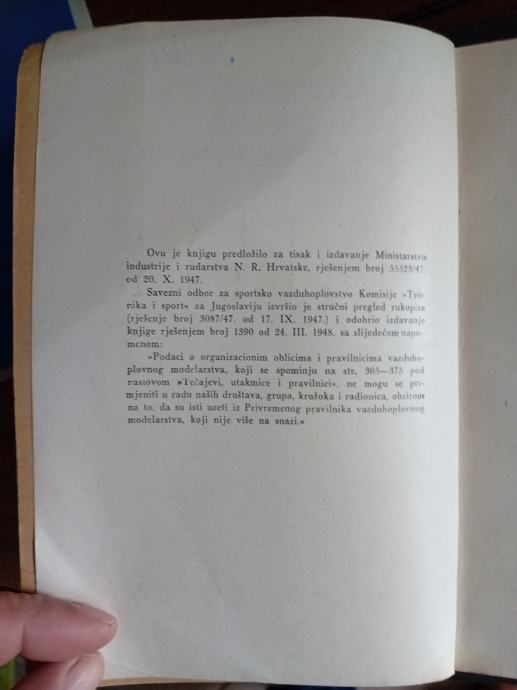 Ovu je knjigu predložilo za tisak i izdavanje Ministarstvo
industrije i rudarstva N. R. Hrvatske, rješenjem broj 55523/47.
od 20. X. 1947.
Savezni odbor za sportsko vazduhoplovstvo Komisije »Teh-
nika i sport« za Jugoslaviju izvršio je stručni pregled rukopisa
(rješenje broj 3087/47. od 17. IX. 1947.) i odobrio izdavanje
knjige rješenjem broj 1390 od 24. III. 1948. sa slijedećom napo-
menom:
»Podaci o organizacionim oblicima i pravilnicima vazduho-
plovnog modelarstva, koji se spominju na str. 365—375 pod
naslovom »Tečajevi, utakmice i pravilnici«, ne mogu se pri-
mjeniti u radu naših društava, grupa, kružoka i radionica, obzirom
na to, da su isti uzeti iz Privremenog pravilnika vazduhoplovnog
modelarstva, koji nije više na snazi.«